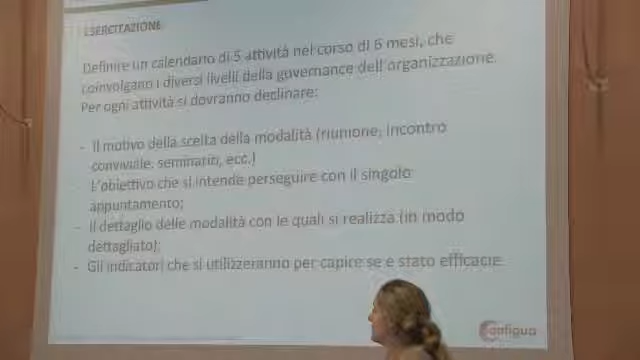 ESERCITAZIONE
Definire un calendario di 5 attività nel corso di 6 mesi, che
coinvolgano i diversi livelli della governance dell'organizzazione.
Per ogni attività si dovranno declinare:
- Il motivo della scelta della modalità (riunione, incontro
conviviale, seminario, ecc.)
- L'obiettivo che si intende perseguire con il singolo
appuntamento;
- Il dettaglio delle modalità con le quali si realizza (in modo
dettagliato);
- Gli indicatori che si utilizzeranno per capire se è stato efficacie